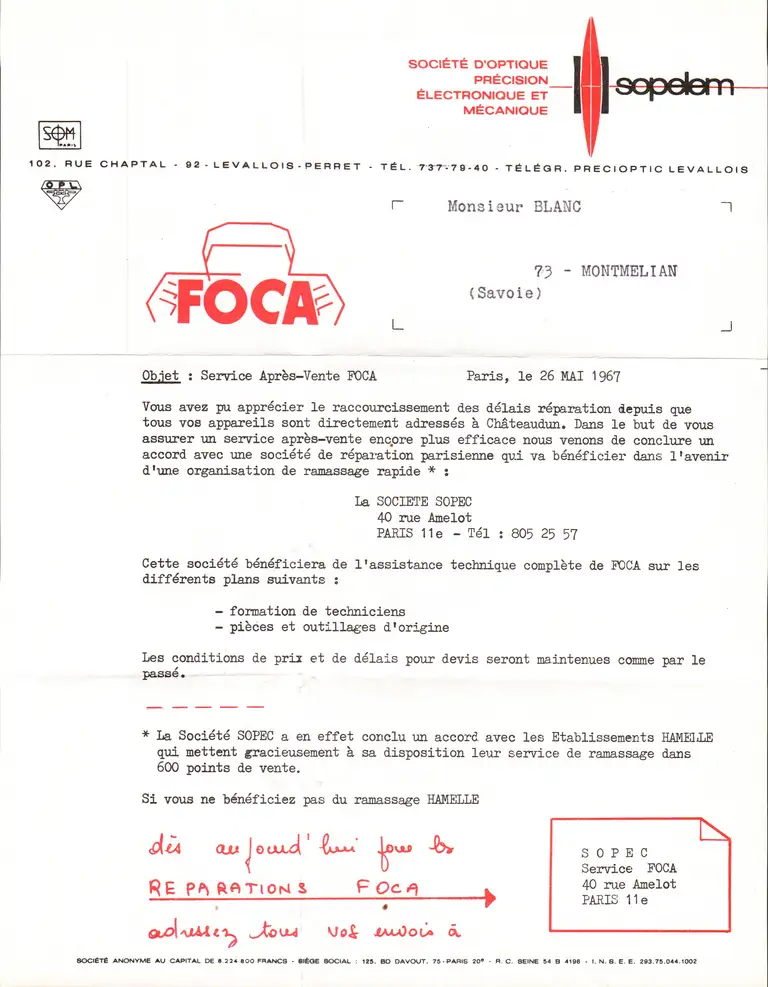 SOCIÉTÉ D'OPTIQUE
PRÉCISION
ÉLECTRONIQUE ET
MÉCANIQUE
sopelem
SOM
PARIS
102, RUE CHAPTAL - 92 - LEVALLOIS-PERRET - TÉL. 737-79-40 - TÉLÉGR. PRECIOPTIC LEVALLOIS
OPL
Monsieur BLANC
73 - MONTMELIAN
(Savoie)
FOCA
Objet : Service Après-Vente FOCA Paris, le 26 MAI 1967
Vous avez pu apprécier le raccourcissement des délais réparation depuis que
tous vos appareils sont directement adressés à Châteaudun. Dans le but de vous
assurer un service après-vente encore plus efficace nous venons de conclure un
accord avec une société de réparation parisienne qui va bénéficier dans l'avenir
d'une organisation de ramassage rapide * :
La SOCIETE SOPEC
40 rue Amelot
PARIS 11e - Tél : 805 25 57
Cette société bénéficiera de l'assistance technique complète de FOCA sur les
différents plans suivants :
- formation de techniciens
- pièces et outillages d'origine
Les conditions de prix et de délais pour devis seront maintenues comme par le
passé.
* La Société SOPEC a en effet conclu un accord avec les Etablissements HAMELLE
qui mettent gracieusement à sa disposition leur service de ramassage dans
600 points de vente.
Si vous ne bénéficiez pas du ramassage HAMELLE
dès aujourd'hui pour les
REPARATIONS FOCA
adressez tous vos envois à
S O P E C
Service FOCA
40 rue Amelot
PARIS 11e
SOCIÉTÉ ANONYME AU CAPITAL DE 8.224.800 FRANCS - SIÈGE SOCIAL : 125, BD DAVOUT, 75-PARIS 20e - R. C. SEINE 54 B 4196 - I. N. S. E. E. 293.75.044.1002